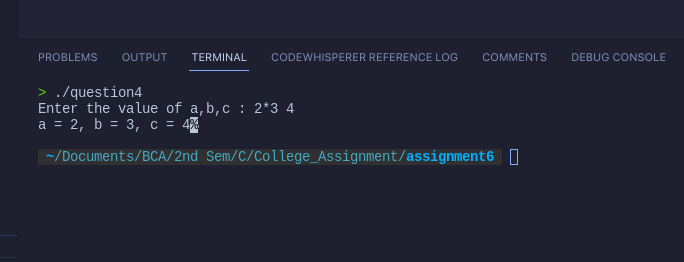 PROBLEMS OUTPUT TERMINAL CODEWHISPERER REFERENCE LOG COMMENTS DEBUG CONSOLE
> ./question4
Enter the value of a,b,c : 2*3 4
a = 2, b = 3, c = 4%
~/Documents/BCA/2nd Sem/C/College_Assignment/assignment6